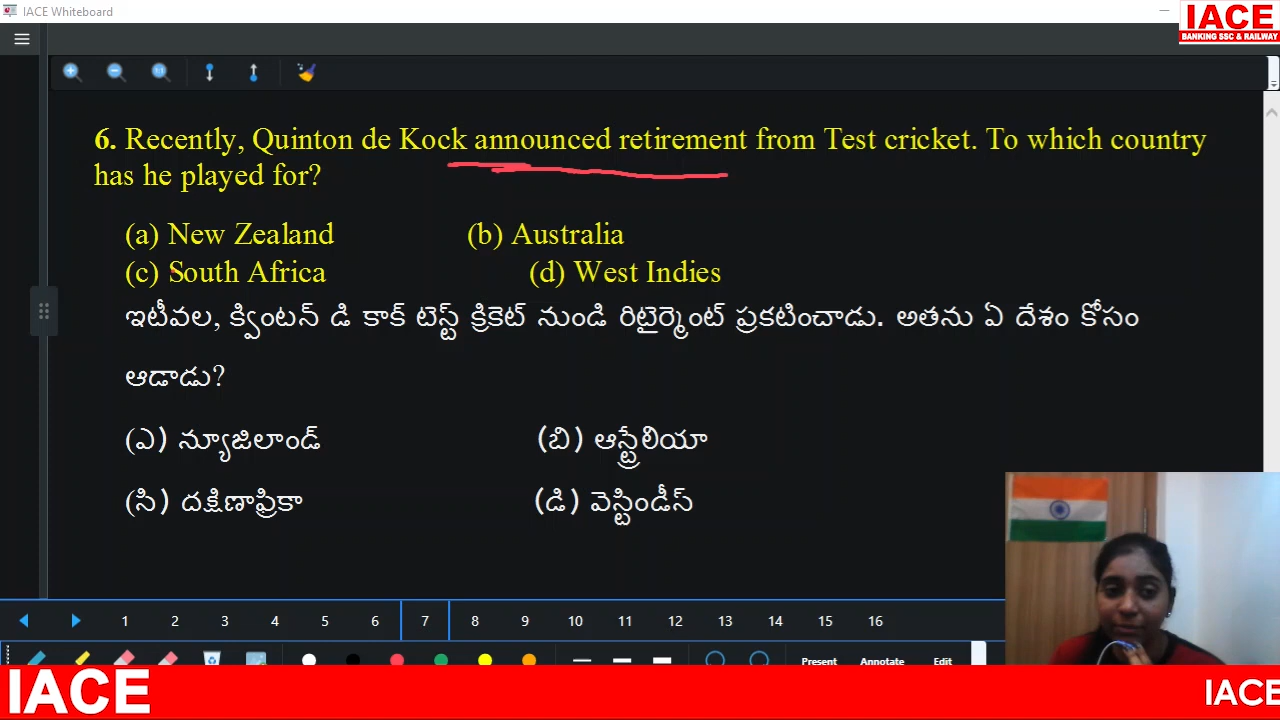 IACE Whiteboard
IACE
BANKING SSC & RAILWAY
6. Recently, Quinton de Kock announced retirement from Test cricket. To which country
has he played for?
(a) New Zealand (b) Australia
(c) South Africa (d) West Indies
ఇటీవల, క్వింటన్ డి కాక్ టెస్ట్ క్రికెట్ నుండి రిటైర్మెంట్ ప్రకటించాడు. అతను ఏ దేశం కోసం
ఆడాడు?
(ఎ) న్యూజిలాండ్ (బి) ఆస్ట్రేలియా
(సి) దక్షిణాఫ్రికా (డి) వెస్టిండీస్
1 2 3 4 5 6 7 8 9 10 11 12 13 14 15 16
Present Annotate Edit
IACE IACE